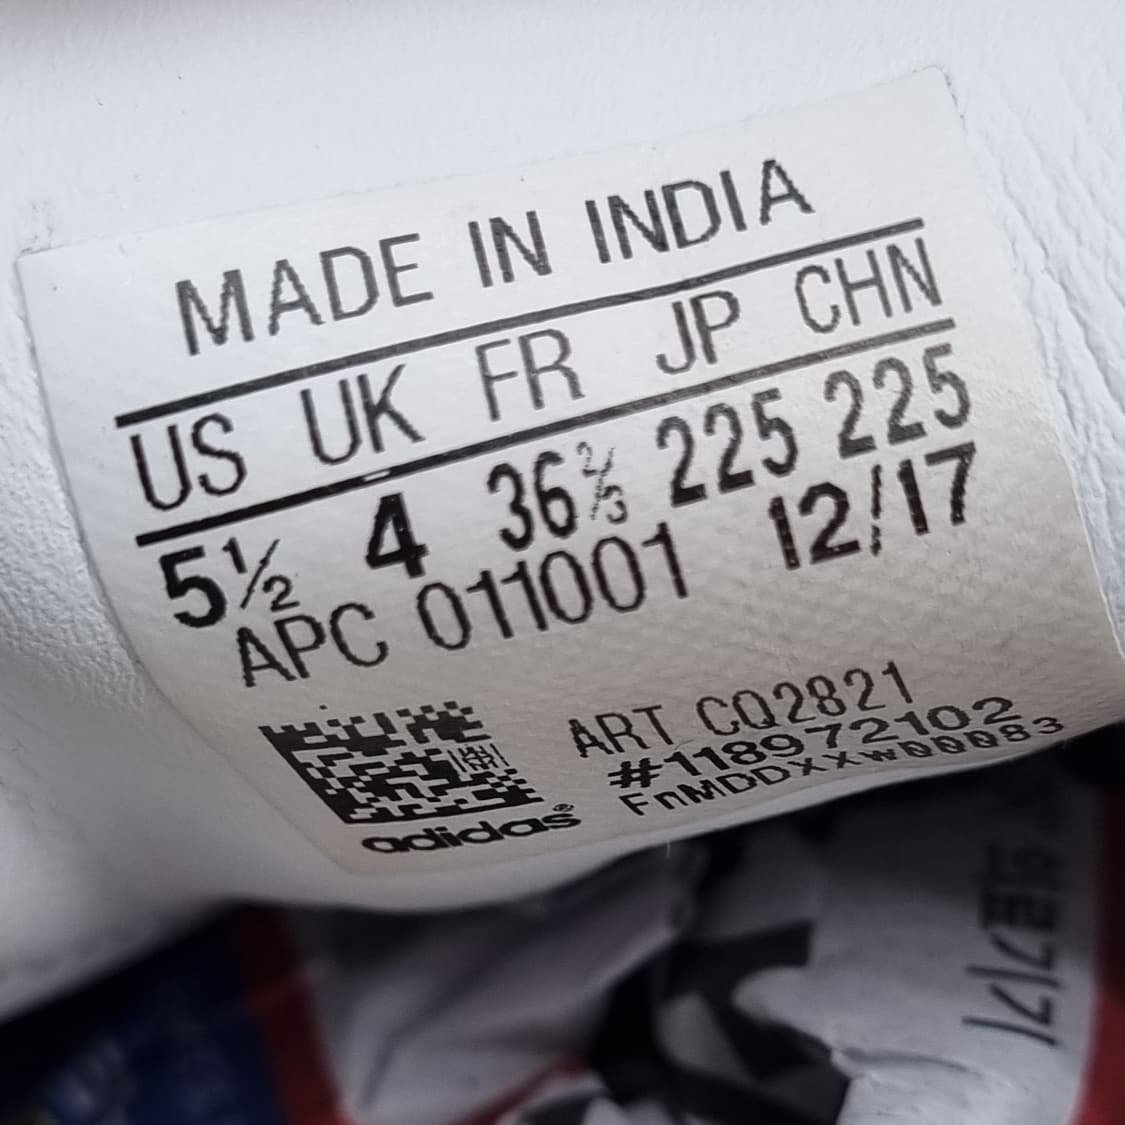 MADE IN INDIA
US UK FR JP CHN
5½ 4 36⅔ 225 225
APC 011001 12/17
ART CQ2821
#118972102
FnMDDXXW00083
adidas®